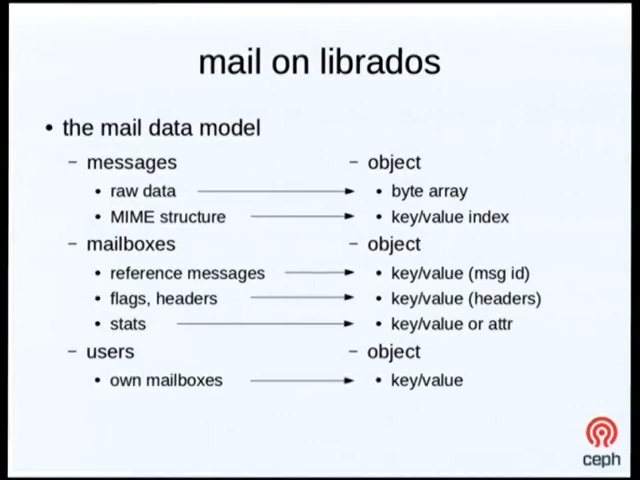 mail on librados
• the mail data model
– messages – object
• raw data • byte array
• MIME structure • key/value index
– mailboxes – object
• reference messages • key/value (msg id)
• flags, headers • key/value (headers)
• stats • key/value or attr
– users – object
• own mailboxes • key/value
ceph